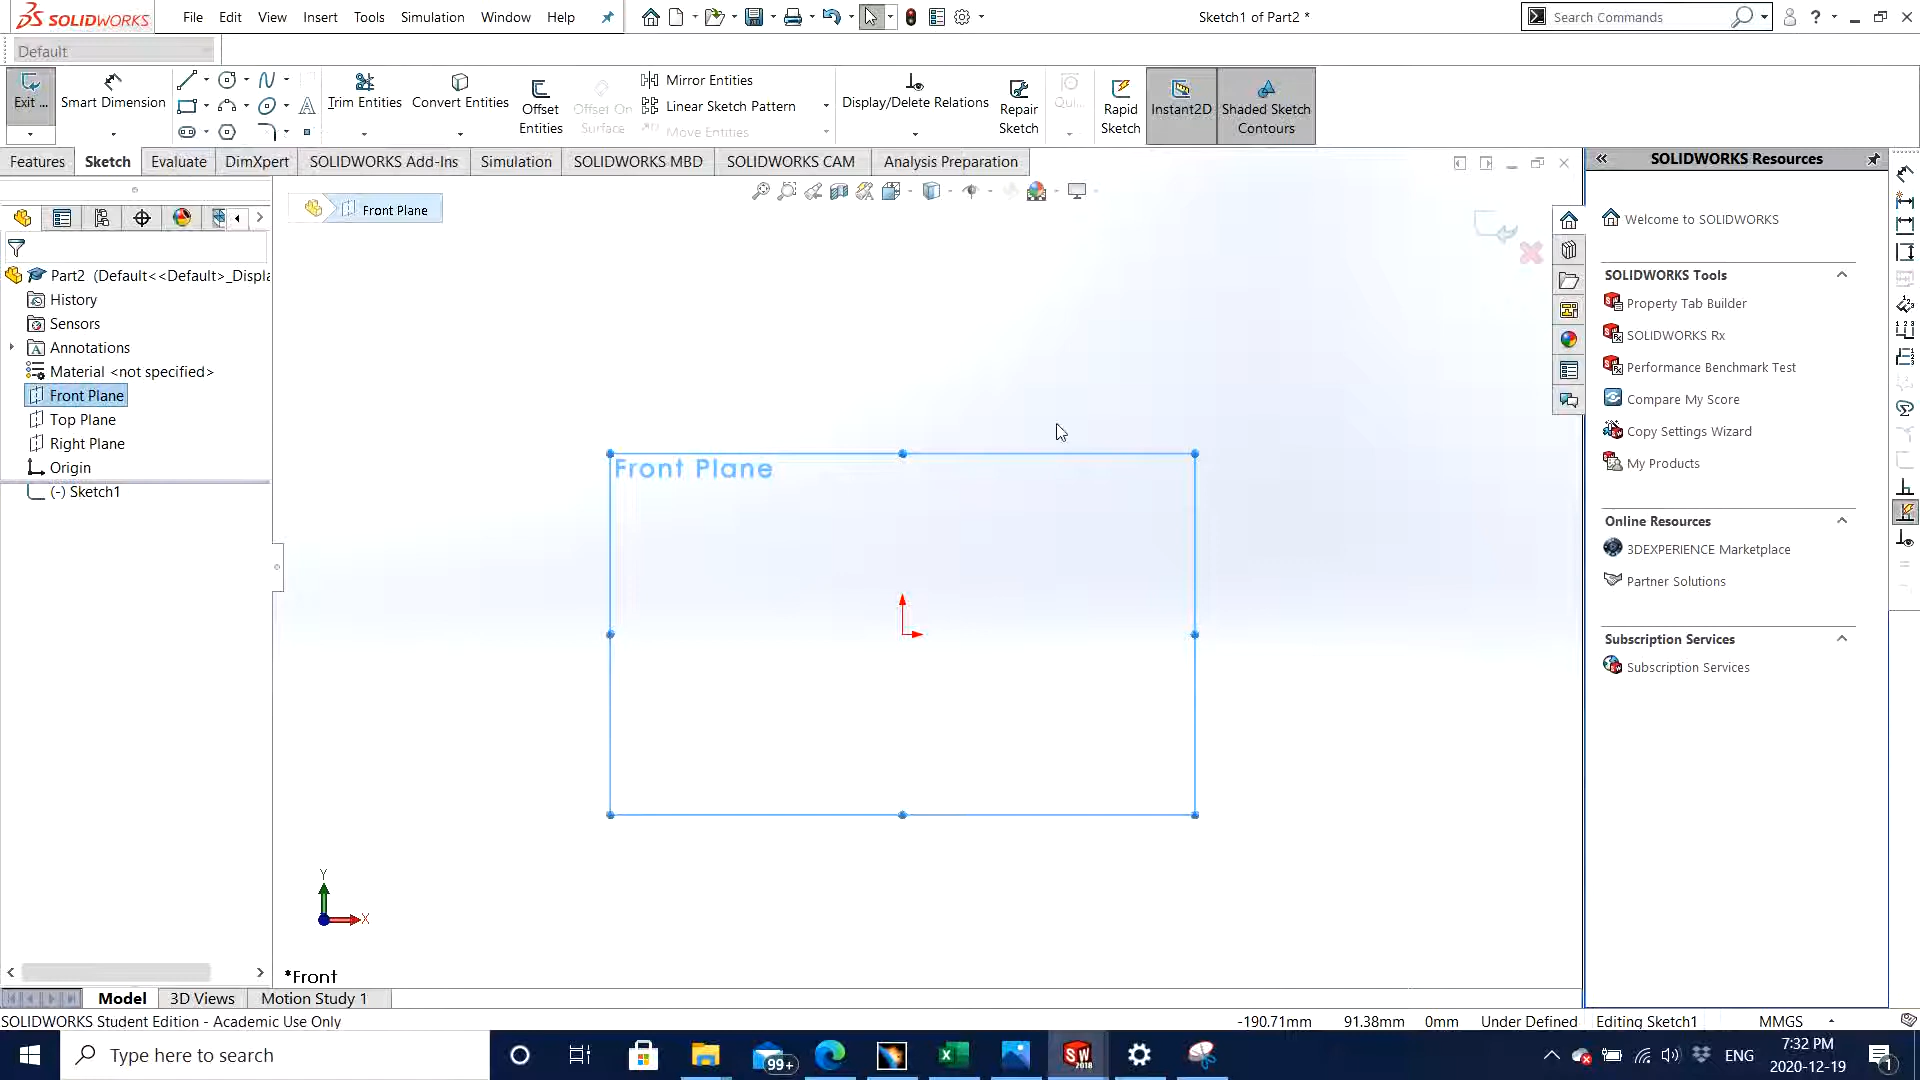 SOLIDWORKS File Edit View Insert Tools Simulation Window Help Sketch1 of Part2 * Search Commands ?
Default
Exit ... Smart Dimension Trim Entities Convert Entities Offset Entities Offset On Surface Mirror Entities Linear Sketch Pattern Move Entities Display/Delete Relations Repair Sketch Qui... Rapid Sketch Instant2D Shaded Sketch Contours
Features Sketch Evaluate DimXpert SOLIDWORKS Add-Ins Simulation SOLIDWORKS MBD SOLIDWORKS CAM Analysis Preparation
SOLIDWORKS Resources
Front Plane
Welcome to SOLIDWORKS
Part2 (Default<<Default>_Displa
History
Sensors
Annotations
Material <not specified>
Front Plane
Top Plane
Right Plane
Origin
(-) Sketch1
Front Plane
SOLIDWORKS Tools
Property Tab Builder
SOLIDWORKS Rx
Performance Benchmark Test
Compare My Score
Copy Settings Wizard
My Products
Online Resources
3DEXPERIENCE Marketplace
Partner Solutions
Subscription Services
Subscription Services
Y
X
*Front
Model 3D Views Motion Study 1
SOLIDWORKS Student Edition - Academic Use Only -190.71mm 91.38mm 0mm Under Defined Editing Sketch1 MMGS
Type here to search 99+ SW 2018 ENG 7:32 PM
2020-12-19 1